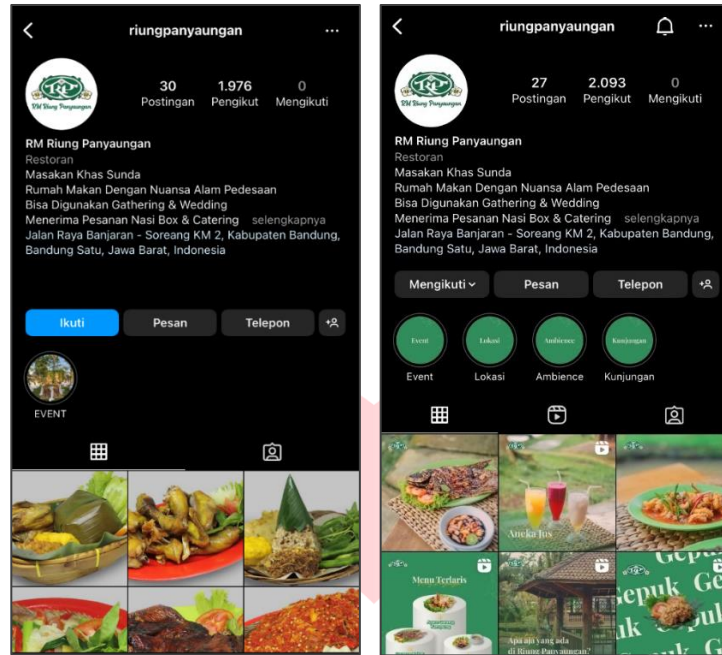 riungpanyaungan
RM Riung Panyaungan
30
1.976
0
Postingan
Pengikut
Mengikuti
RM Riung Panyaungan
Restoran
Masakan Khas Sunda
Rumah Makan Dengan Nuansa Alam Pedesaan
Bisa Digunakan Gathering & Wedding
Menerima Pesanan Nasi Box & Catering selengkapnya
Jalan Raya Banjaran - Soreang KM 2, Kabupaten Bandung,
Bandung Satu, Jawa Barat, Indonesia
Ikuti
Pesan
Telepon
EVENT
riungpanyaungan
RM Riung Panyaungan
27
2.093
0
Postingan
Pengikut
Mengikuti
RM Riung Panyaungan
Restoran
Masakan Khas Sunda
Rumah Makan Dengan Nuansa Alam Pedesaan
Bisa Digunakan Gathering & Wedding
Menerima Pesanan Nasi Box & Catering selengkapnya
Jalan Raya Banjaran - Soreang KM 2, Kabupaten Bandung,
Bandung Satu, Jawa Barat, Indonesia
Mengikuti
Pesan
Telepon
Event
Lokasi
Ambience
Kunjungan
Event
Lokasi
Ambience
Kunjungan
Aneka Jus
Menu Terlaris
Apa aja yang ada
di Riung Panyaungan?
Gepuk